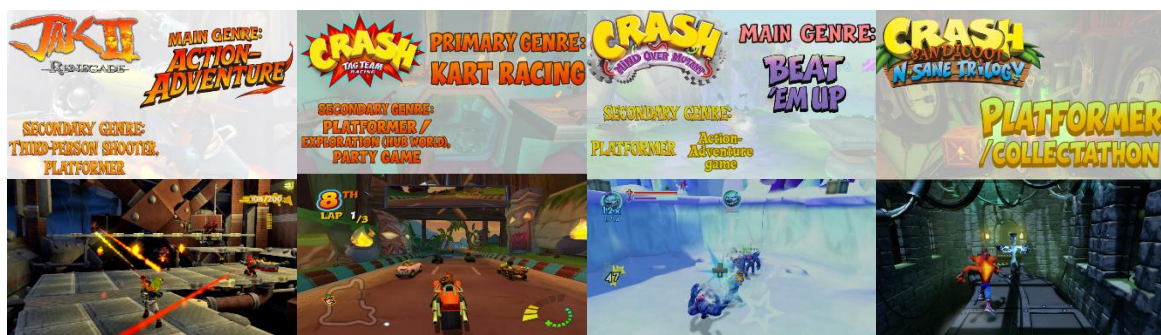 JAK II
RENEGADE
MAIN GENRE:
ACTION-
ADVENTURE
SECONDARY GENRE:
THIRD-PERSON SHOOTER,
PLATFORMER
CRASH
TAG TEAM
RACING
PRIMARY GENRE:
KART RACING
SECONDARY GENRE:
PLATFORMER /
EXPLORATION (HUB WORLD),
PARTY GAME
CRASH
MIND OVER MUTANT
MAIN GENRE:
BEAT
'EM UP
SECONDARY GENRE:
PLATFORMER
Action-
Adventure
game
CRASH
BANDICOOT
N. SANE TRILOGY
PLATFORMER
/COLLECTATHON
8TH
LAP 1/3
47